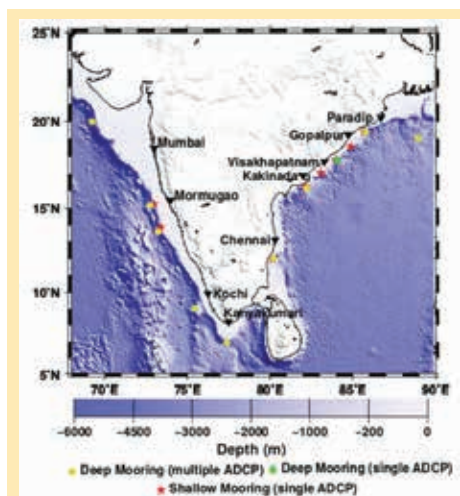 25°N
20°N
15°N
10°N
5°N
Paradip
Gopalpur
Visakhapatnam
Kakinada
Mumbai
Mormugao
Chennai
Kochi
Kanyakumari
70°E 75°E 80°E 85°E 90°E
-6000 -4500 -3000 -2000 -1000 -200 0
Depth (m)
Deep Mooring (multiple ADCP) Deep Mooring (single ADCP)
Shallow Mooring (single ADCP)